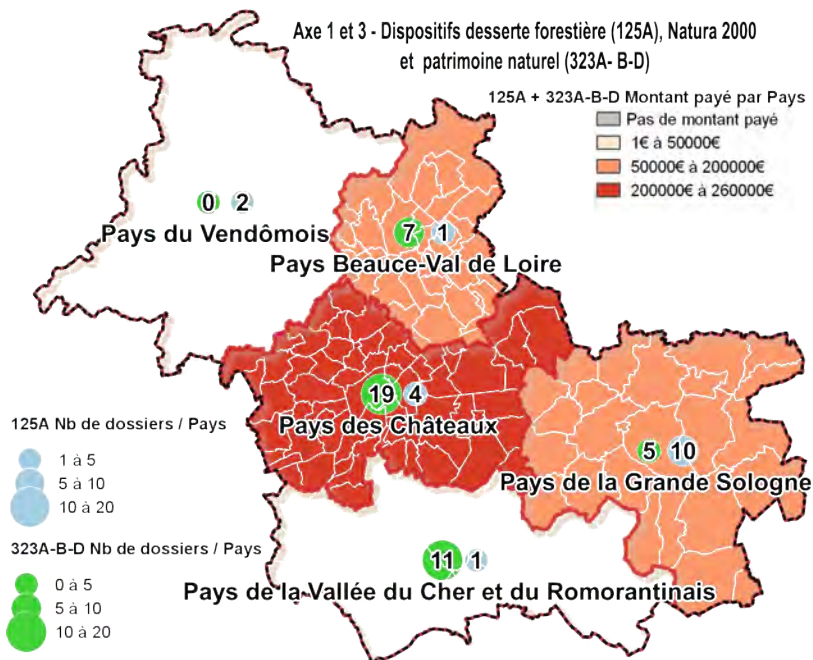 Axe 1 et 3 - Dispositifs desserte forestière (125A), Natura 2000
et patrimoine naturel (323A- B-D)
125A + 323A-B-D Montant payé par Pays
Pas de montant payé
1€ à 50000€
50000€ à 200000€
200000€ à 260000€
0 2
Pays du Vendômois
7 1
Pays Beauce-Val de Loire
19 4
Pays des Châteaux
5 10
Pays de la Grande Sologne
11 1
Pays de la Vallée du Cher et du Romorantinais
125A Nb de dossiers / Pays
1 à 5
5 à 10
10 à 20
323A-B-D Nb de dossiers / Pays
0 à 5
5 à 10
10 à 20